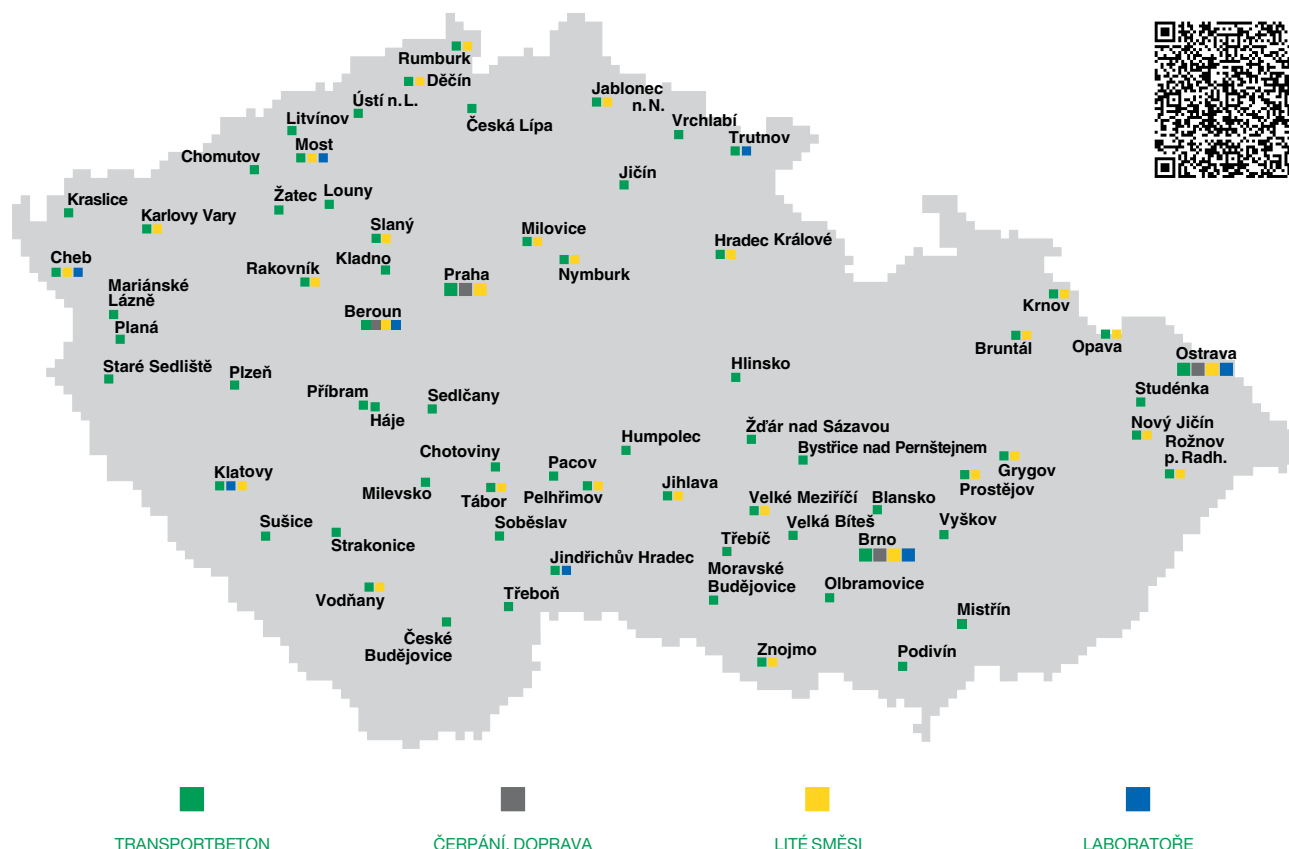 Rumburk
Děčín
Ústí n. L.
Česká Lípa
Jablonec
n. N.
Vrchlabí
Trutnov
Litvínov
Most
Chomutov
Jičín
Žatec
Louny
Kraslice
Karlovy Vary
Slaný
Milovice
Hradec Králové
Cheb
Kladno
Rakovník
Praha
Nymburk
Mariánské
Lázně
Planá
Beroun
Krnov
Bruntál
Opava
Ostrava
Staré Sedliště
Plzeň
Hlinsko
Studénka
Příbram
Háje
Sedlčany
Nový Jičín
Rožnov
p. Radh.
Žďár nad Sázavou
Humpolec
Bystřice nad Pernštejnem
Chotoviny
Pacov
Grygov
Klatovy
Milevsko
Tábor
Pelhřimov
Jihlava
Prostějov
Velké Meziříčí
Blansko
Sušice
Strakonice
Soběslav
Velká Bíteš
Vyškov
Třebíč
Brno
Jindřichův Hradec
Moravské
Budějovice
Olbramovice
Vodňany
Třeboň
Mistřín
České
Budějovice
Znojmo
Podivín
TRANSPORTBETON
ČERPÁNÍ, DOPRAVA
LITÉ SMĚSI
LABORATOŘE